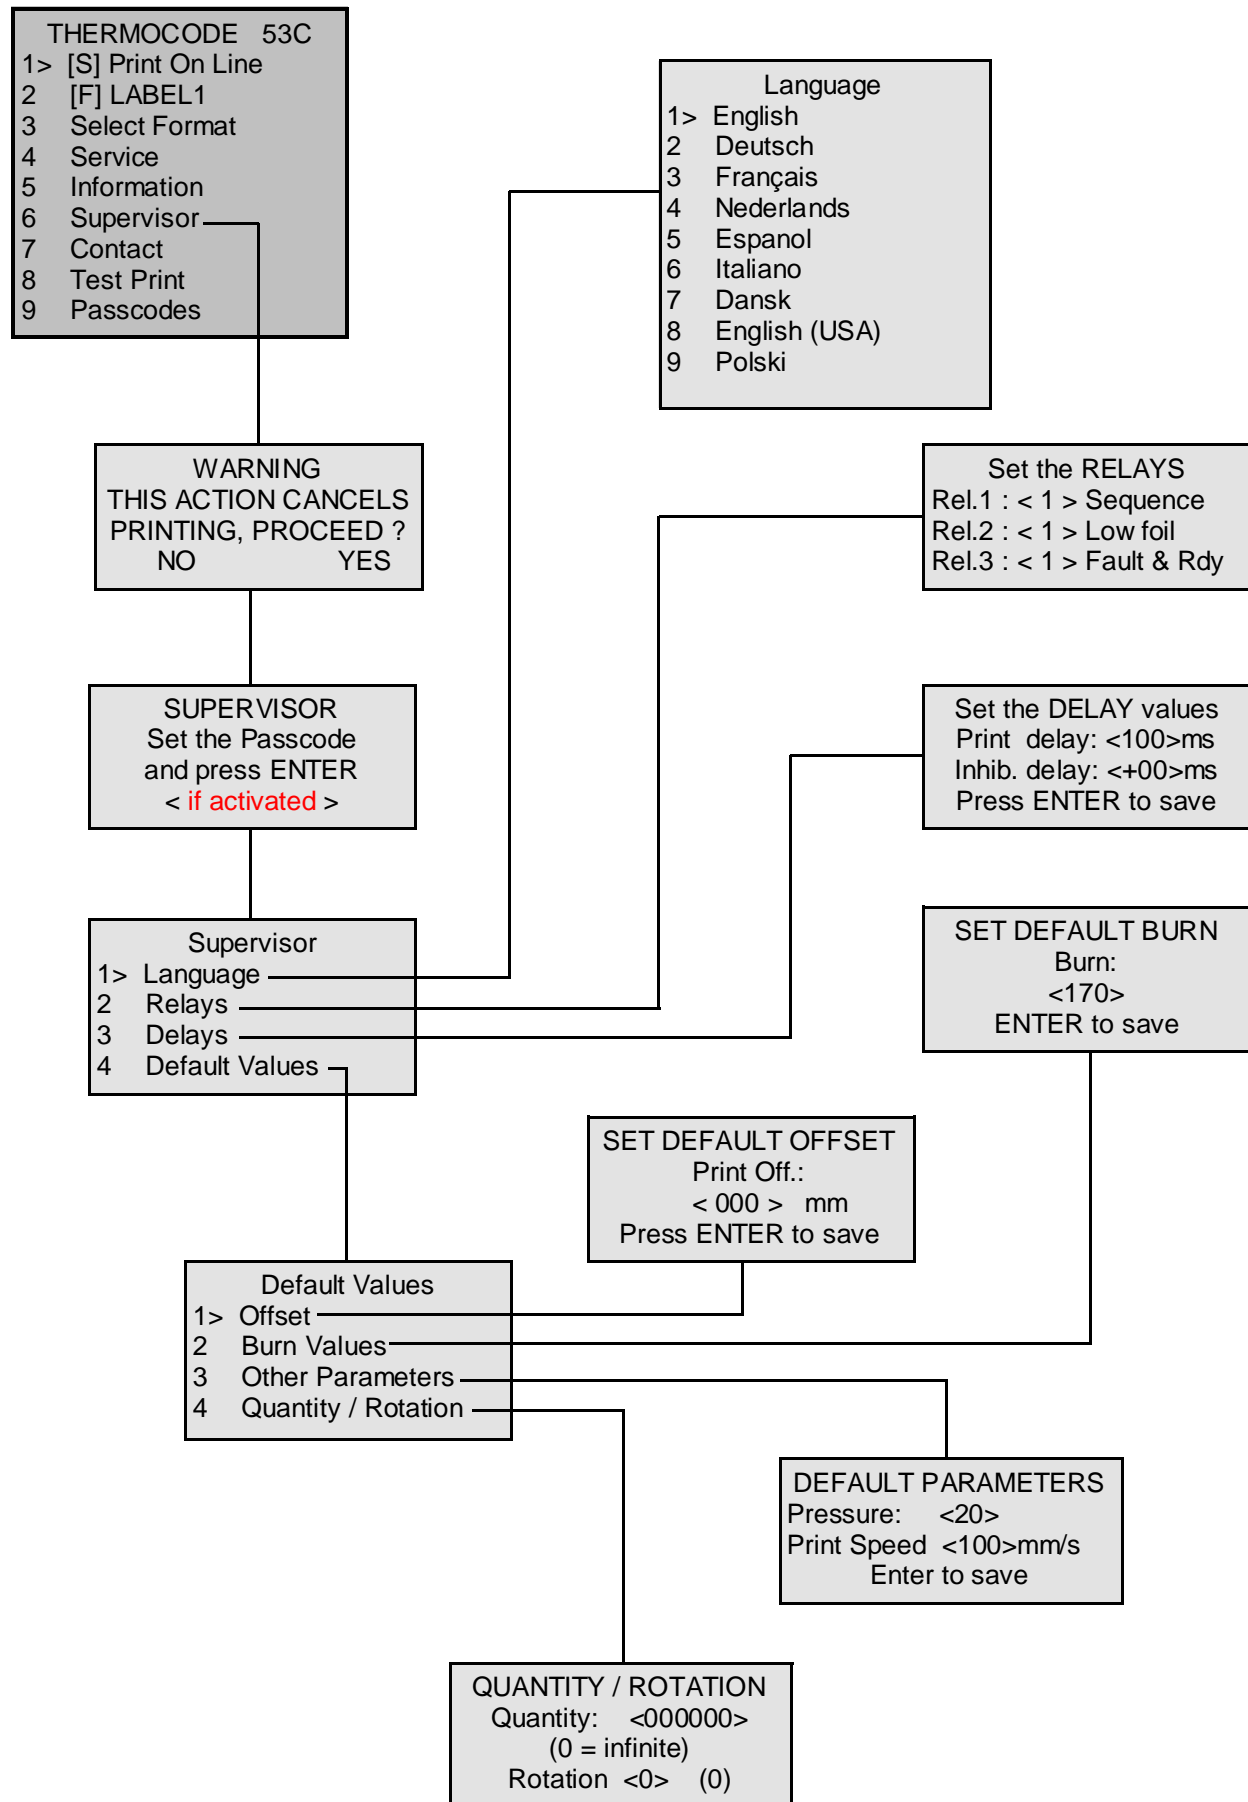 THERMOCODE 53C
1> [S] Print On Line
2 [F] LABEL1
3 Select Format
4 Service
5 Information
6 Supervisor
7 Contact
8 Test Print
9 Passcodes
Language
1> English
2 Deutsch
3 Français
4 Nederlands
5 Espanol
6 Italiano
7 Dansk
8 English (USA)
9 Polski
WARNING
THIS ACTION CANCELS
PRINTING, PROCEED ?
NO YES
Set the RELAYS
Rel.1 : < 1 > Sequence
Rel.2 : < 1 > Low foil
Rel.3 : < 1 > Fault & Rdy
SUPERVISOR
Set the Passcode
and press ENTER
< if activated >
Set the DELAY values
Print delay: <100>ms
Inhib. delay: <+00>ms
Press ENTER to save
Supervisor
1> Language
2 Relays
3 Delays
4 Default Values
SET DEFAULT BURN
Burn:
<170>
ENTER to save
SET DEFAULT OFFSET
Print Off.:
< 000 > mm
Press ENTER to save
Default Values
1> Offset
2 Burn Values
3 Other Parameters
4 Quantity / Rotation
DEFAULT PARAMETERS
Pressure: <20>
Print Speed <100>mm/s
Enter to save
QUANTITY / ROTATION
Quantity: <000000>
(0 = infinite)
Rotation <0> (0)